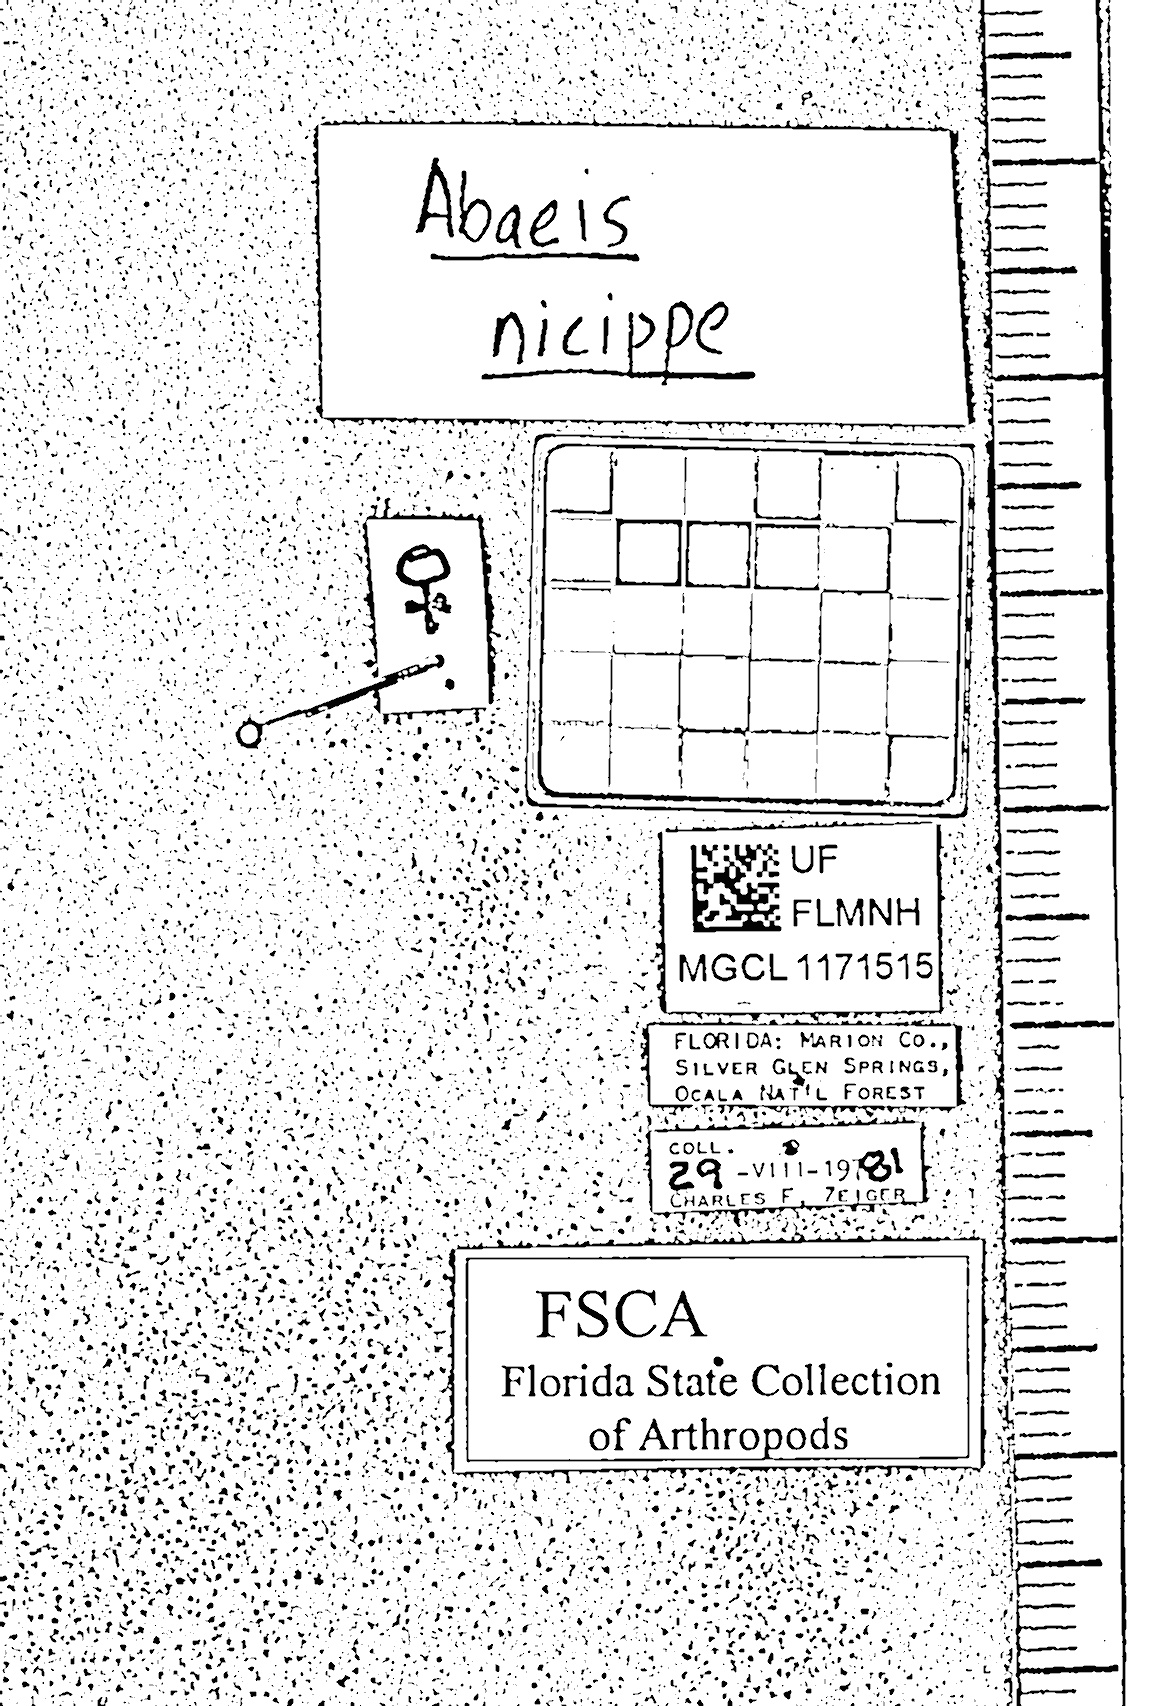 Abaeis
nicippe
♀
UF
FLMNH
MGCL 1171515
FLORIDA: MARION CO.,
SILVER GLEN SPRINGS,
OCALA NAT'L FOREST
COLL.
29 -VIII-1981
CHARLES F. ZEIGER
FSCA
Florida State Collection
of Arthropods